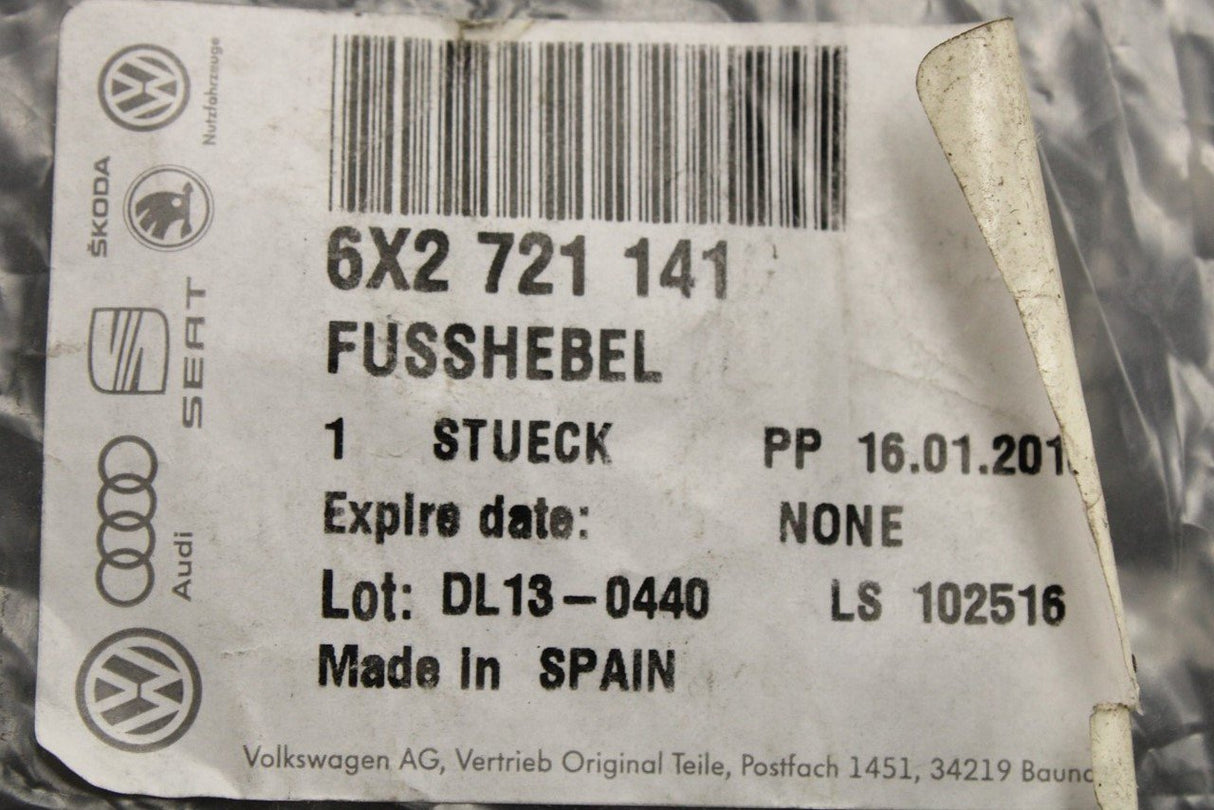 Nutzfahrzeuge
ŠKODA
SEAT
Audi
6X2 721 141
FUSSHEBEL
1 STUECK PP 16.01.201
Expire date: NONE
Lot: DL13-0440 LS 102516
Made in SPAIN
Volkswagen AG, Vertrieb Original Teile, Postfach 1451, 34219